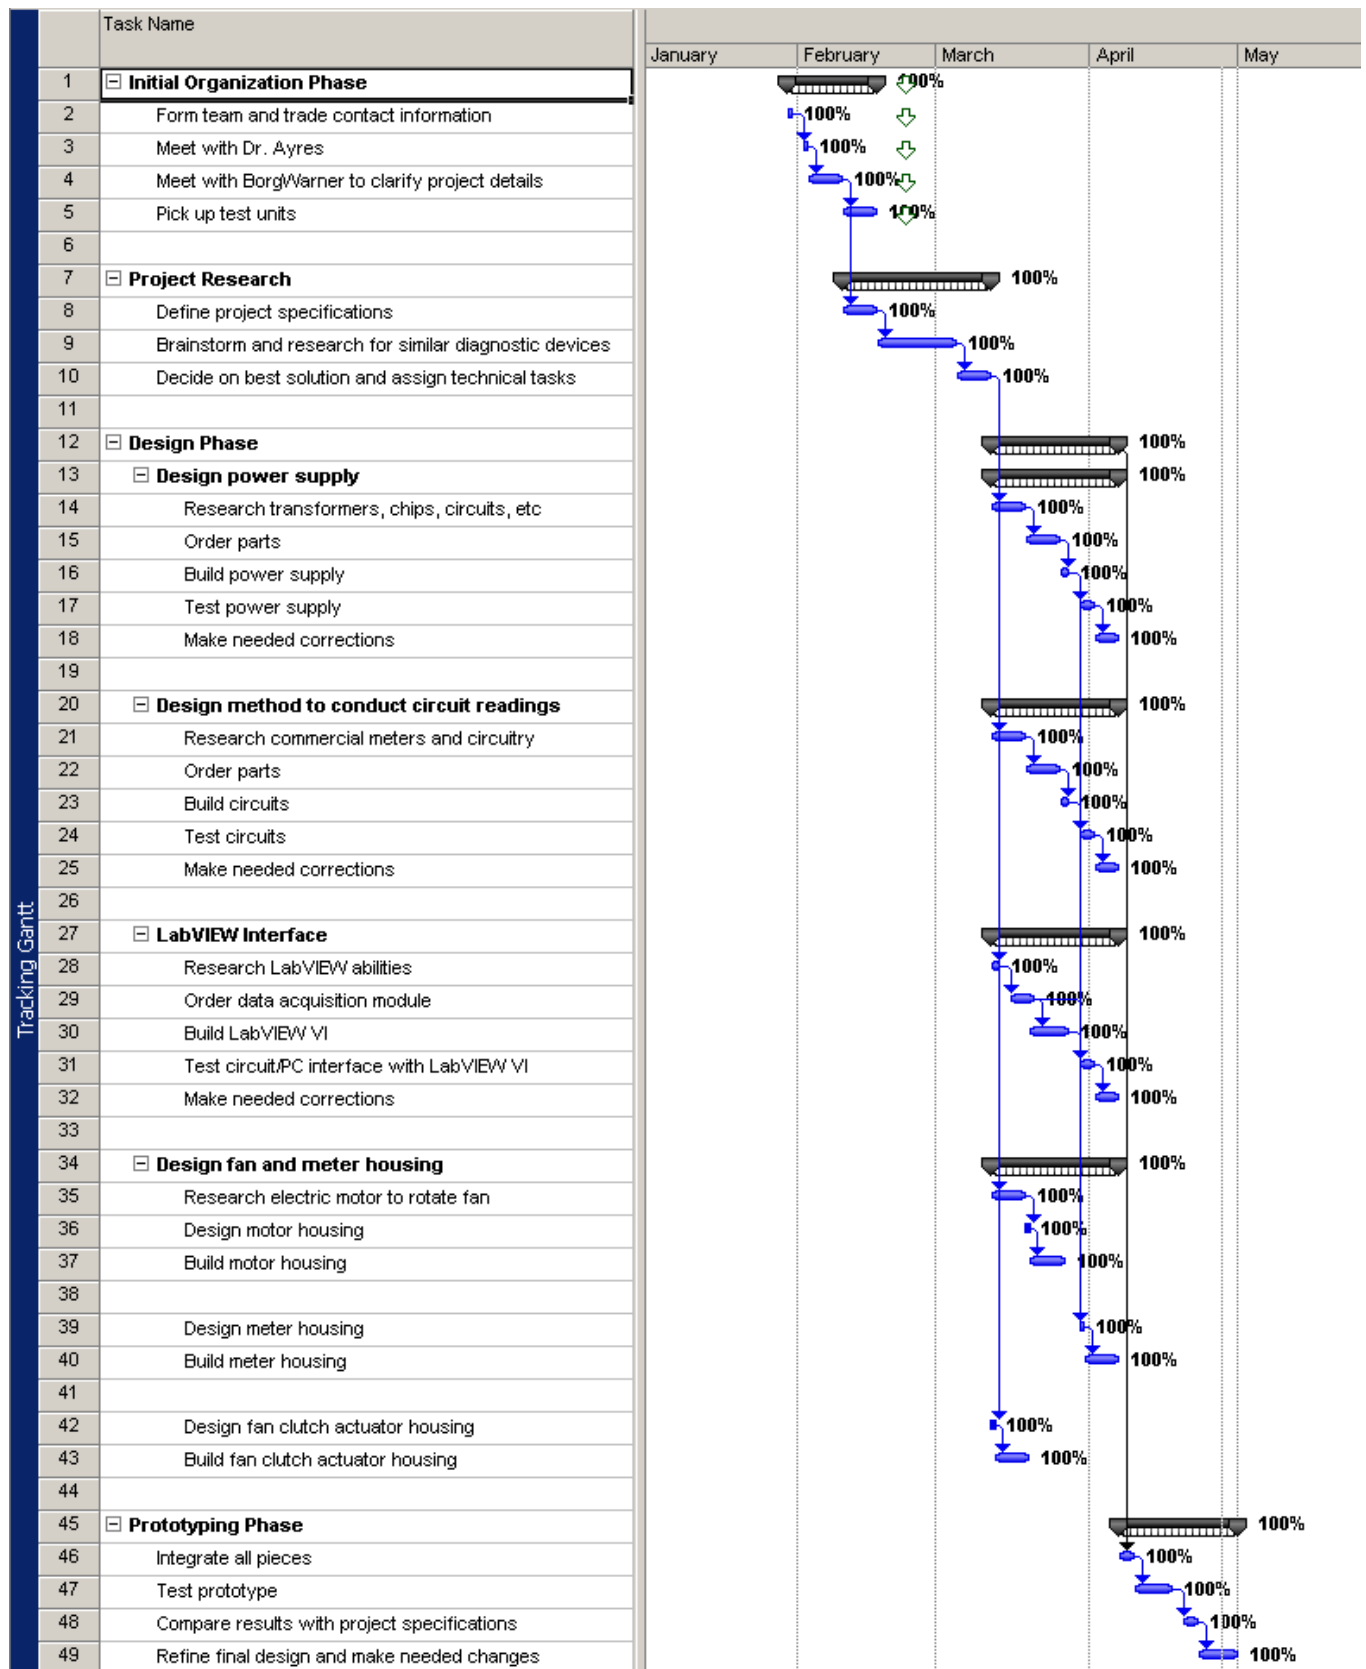 Task Name
January February March April May
1 Initial Organization Phase 100%
2 Form team and trade contact information 100%
3 Meet with Dr. Ayres 100%
4 Meet with BorgWarner to clarify project details 100%
5 Pick up test units 100%
6
7 Project Research 100%
8 Define project specifications 100%
9 Brainstorm and research for similar diagnostic devices 100%
10 Decide on best solution and assign technical tasks 100%
11
12 Design Phase 100%
13 Design power supply 100%
14 Research transformers, chips, circuits, etc 100%
15 Order parts 100%
16 Build power supply 100%
17 Test power supply 100%
18 Make needed corrections 100%
19
20 Design method to conduct circuit readings 100%
21 Research commercial meters and circuitry 100%
22 Order parts 100%
23 Build circuits 100%
24 Test circuits 100%
25 Make needed corrections 100%
26
27 LabVIEW Interface 100%
28 Research LabVIEW abilities 100%
29 Order data acquisition module 100%
30 Build LabVIEW VI 100%
31 Test circuit/PC interface with LabVIEW VI 100%
32 Make needed corrections 100%
33
34 Design fan and meter housing 100%
35 Research electric motor to rotate fan 100%
36 Design motor housing 100%
37 Build motor housing 100%
38
39 Design meter housing 100%
40 Build meter housing 100%
41
42 Design fan clutch actuator housing 100%
43 Build fan clutch actuator housing 100%
44
45 Prototyping Phase 100%
46 Integrate all pieces 100%
47 Test prototype 100%
48 Compare results with project specifications 100%
49 Refine final design and make needed changes 100%
Tracking Gantt